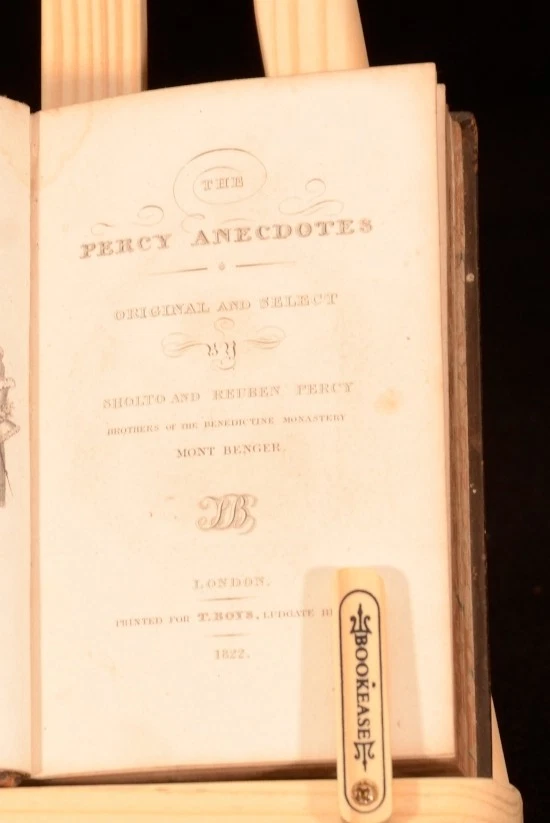 THE
PERCY ANECDOTES
ORIGINAL AND SELECT
BY
SHOLTO AND REUBEN PERCY
BROTHERS OF THE BENEDICTINE MONASTERY
MONT BENGER.
TB
LONDON.
PRINTED FOR T. BOYS, LUDGATE
1822.
BOOKEASE